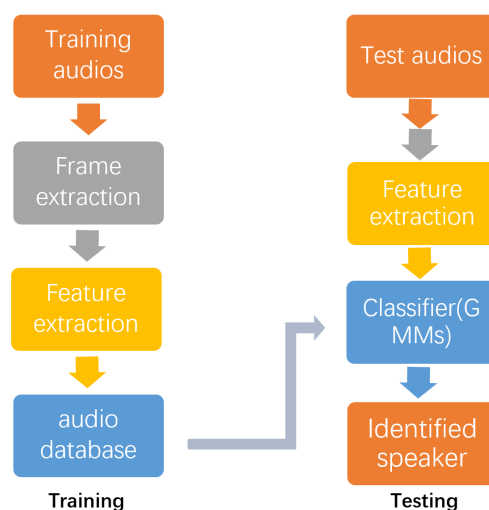 Training
audios
Frame
extraction
Feature
extraction
audio
database
Training
Test audios
Feature
extraction
Classifier(G
MMs)
Identified
speaker
Testing